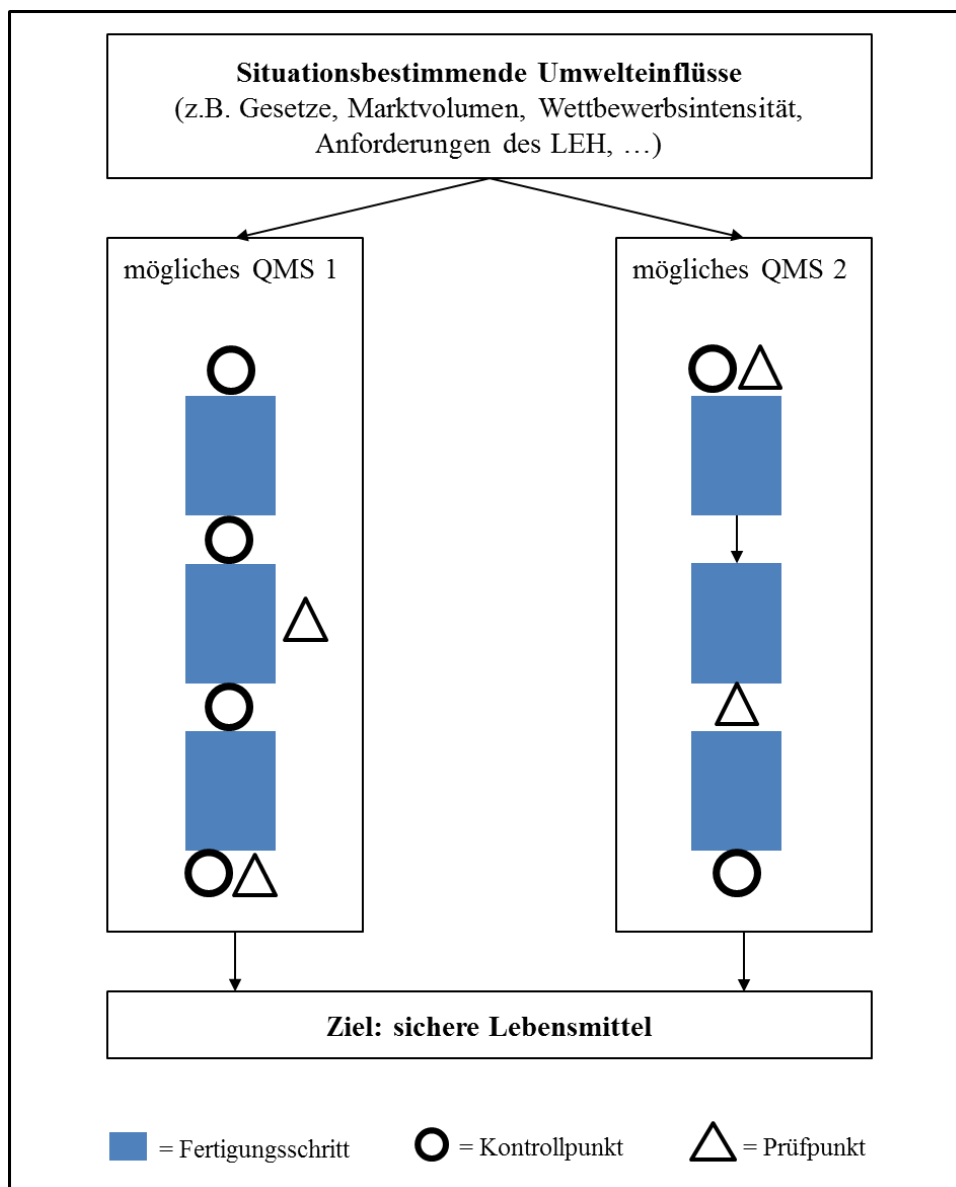 Situationsbestimmende Umwelteinflüsse
(z.B. Gesetze, Marktvolumen, Wettbewerbsintensität,
Anforderungen des LEH, …)
mögliches QMS 1
mögliches QMS 2
Ziel: sichere Lebensmittel
= Fertigungsschritt
= Kontrollpunkt
= Prüfpunkt